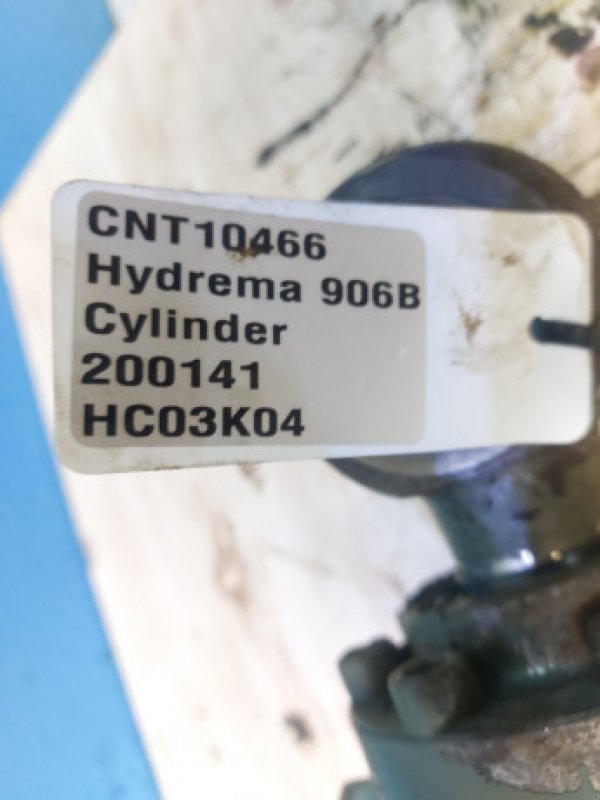 CNT10466
Hydrema 906B
Cylinder
200141
HC03K04